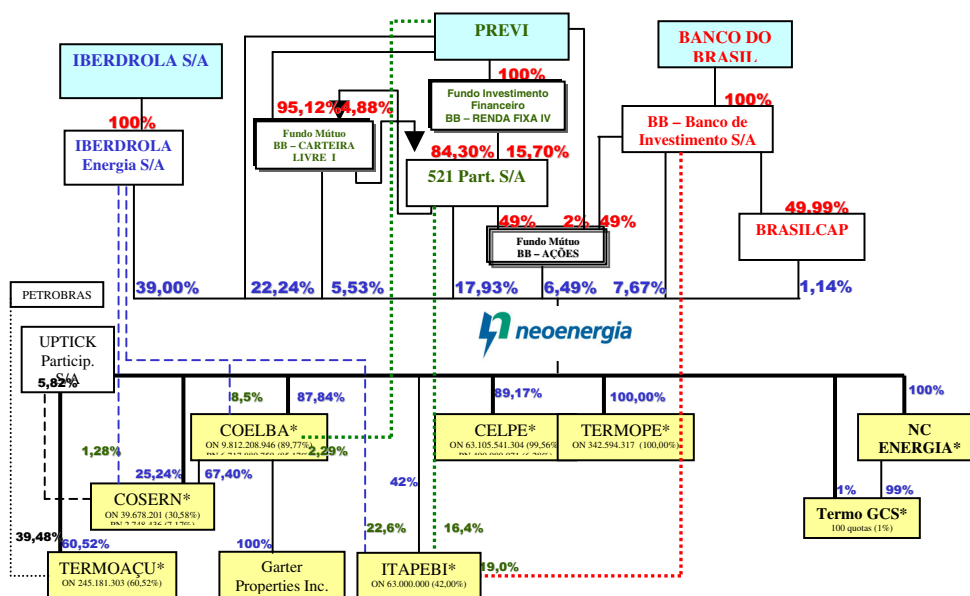 PREVI
BANCO DO
BRASIL
IBERDROLA S/A
100%
Fundo Investimento
Financeiro
BB – RENDA FIXA IV
100%
95,12%
4,88%
100%
BB – Banco de
Investimento S/A
IBERDROLA
Energia S/A
Fundo Mútuo
BB – CARTEIRA
LIVRE I
84,30%
15,70%
521 Part. S/A
49,99%
BRASILCAP
49%
2%
49%
Fundo Mútuo
BB – AÇÕES
39,00%
22,24%
5,53%
17,93%
6,49%
7,67%
1,14%
PETROBRAS
neoenergia
UPTICK
Particip.
S/A
5,82%
8,5%
87,84%
89,17%
100,00%
100%
COELBA*
ON 9.812.208.946 (89,77%)
2,29%
CELPE*
ON 63.105.541.304 (99,56%)
TERMOPE*
ON 342.594.317 (100,00%)
NC
ENERGIA*
1,28%
25,24%
67,40%
42%
1%
99%
COSERN*
ON 39.678.201 (30,58%)
PN 2.748.436 (7,17%)
Termo GCS*
100 quotas (1%)
22,6%
16,4%
39,48%
60,52%
100%
19,0%
TERMOAÇU*
ON 245.181.303 (60,52%)
Garter
Properties Inc.
ITAPEBI*
ON 63.000.000 (42,00%)